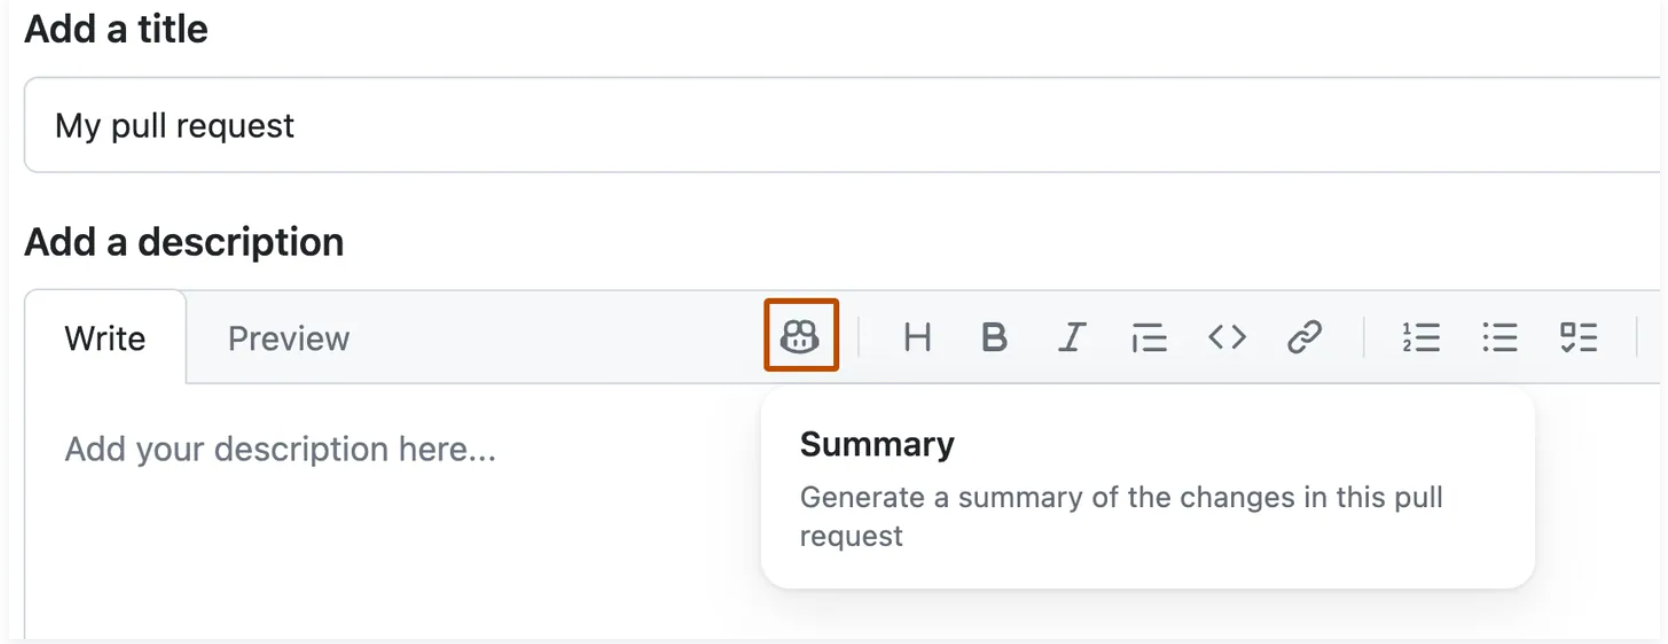 Add a title
My pull request
Add a description
Write
Preview
H
B
I
Add your description here...
Summary
Generate a summary of the changes in this pull
request